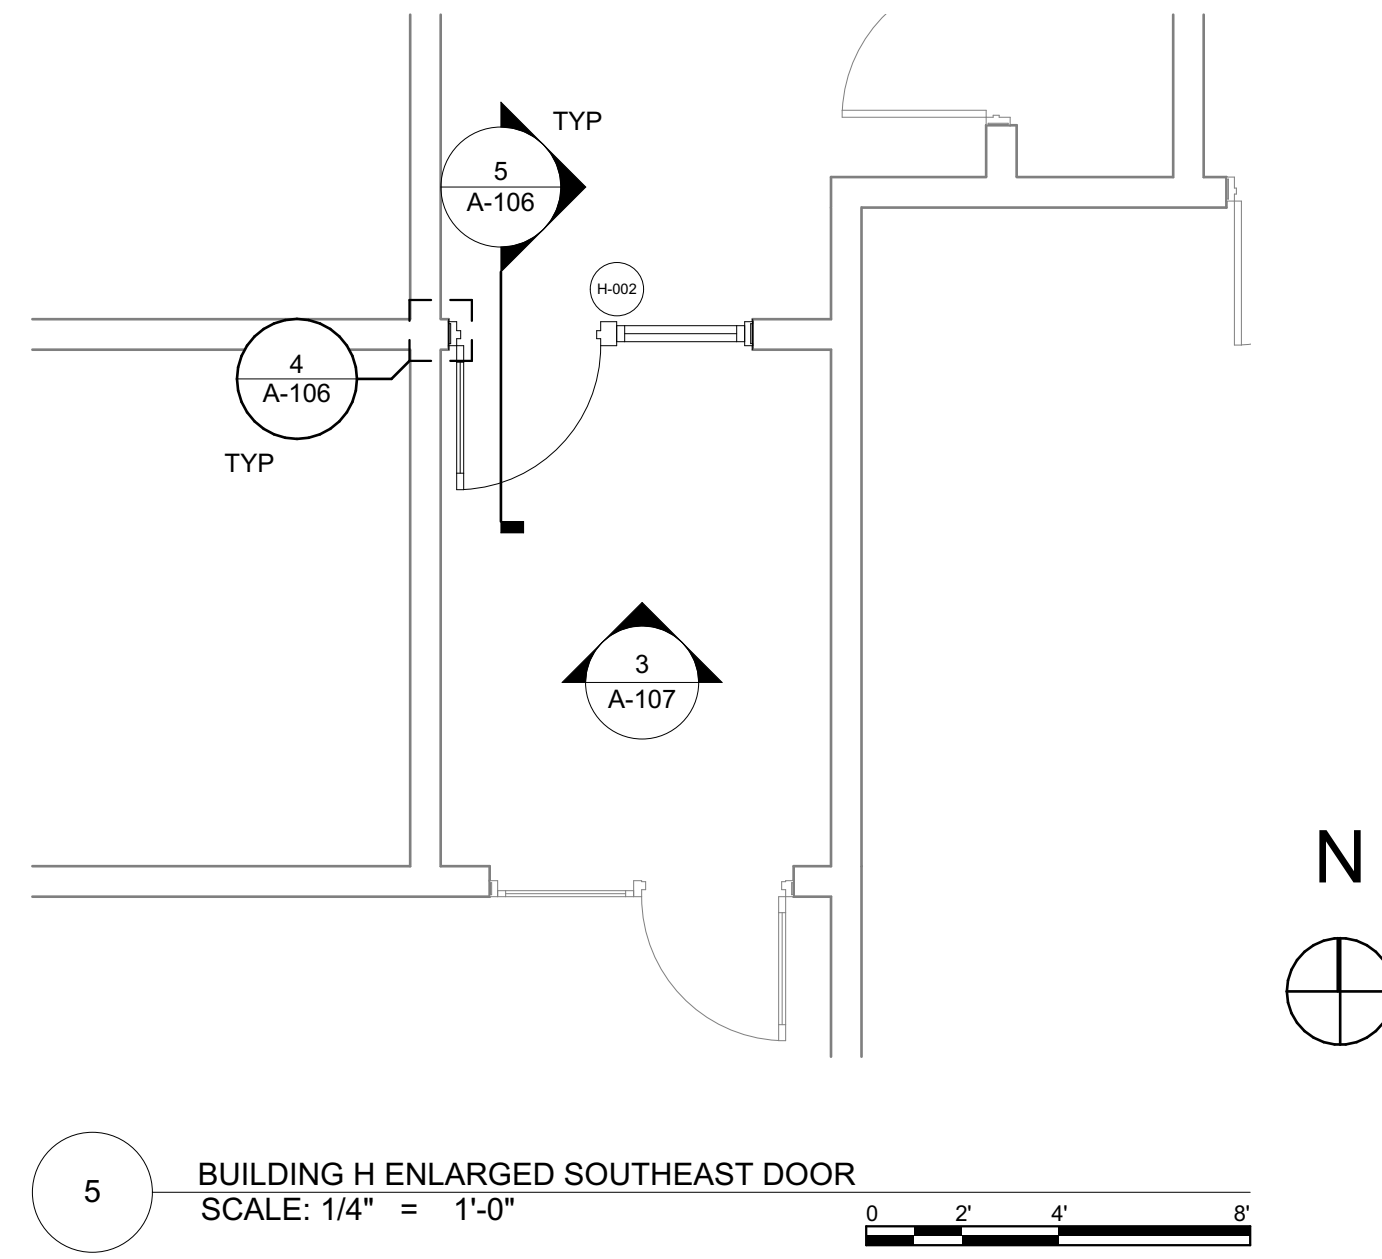 TYP
5
A-106
H-002
4
A-106
TYP
3
A-107
N
5
BUILDING H ENLARGED SOUTHEAST DOOR
SCALE: 1/4" = 1'-0"
0 2' 4' 8'